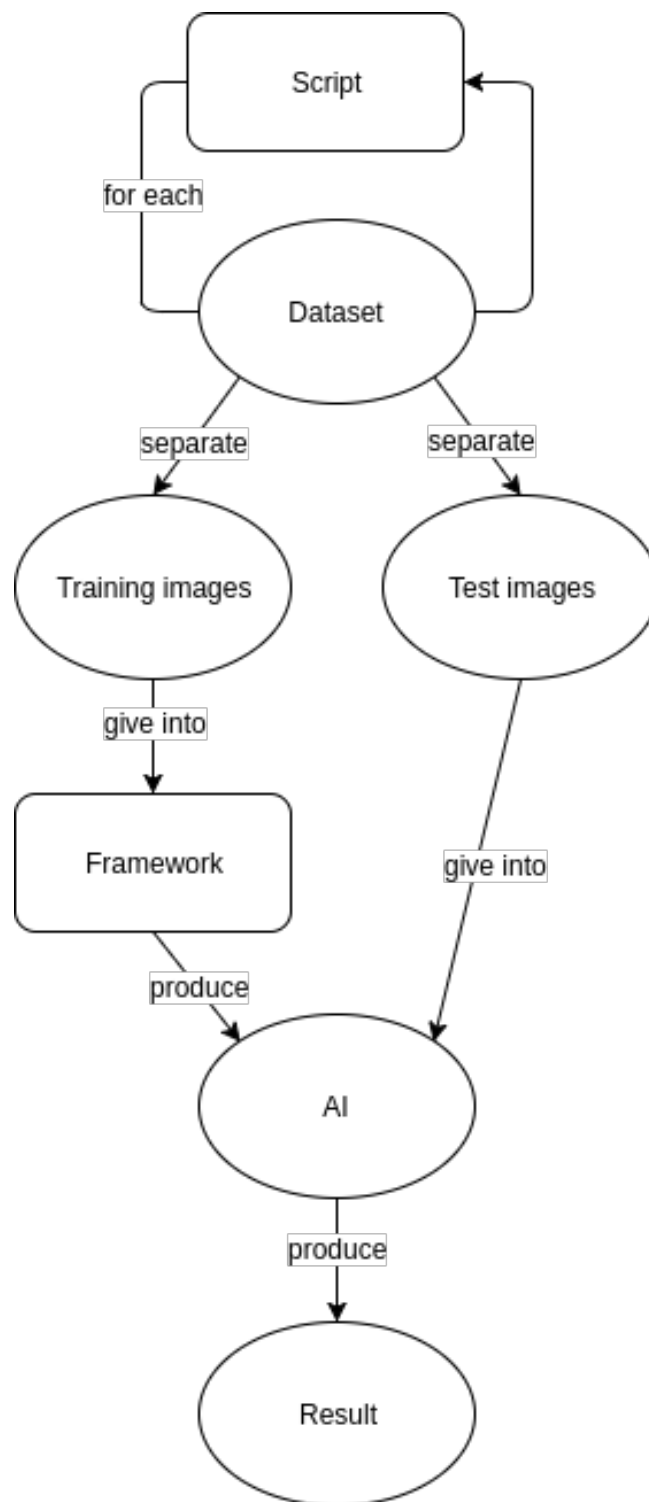 Script
for each
Dataset
separate
separate
Training images
Test images
give into
Framework
give into
produce
AI
produce
Result